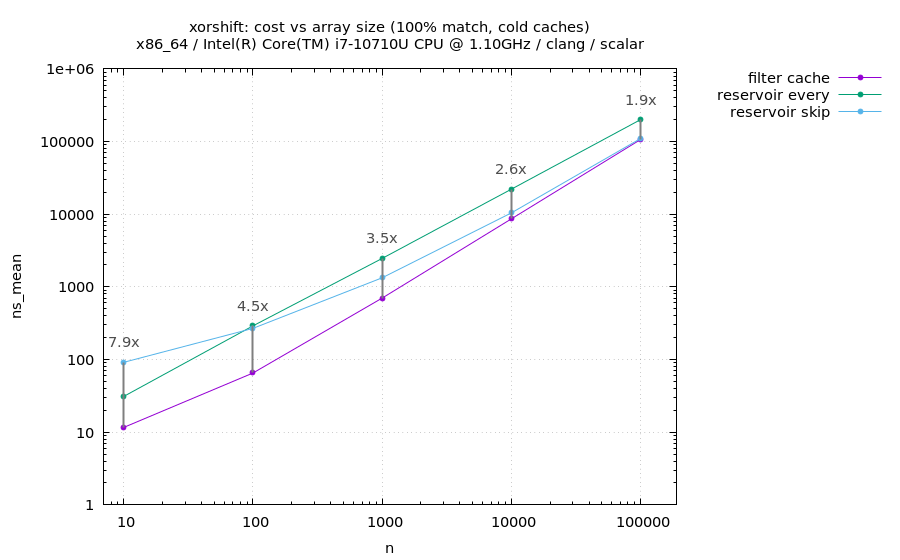 xorshift: cost vs array size (100% match, cold caches)
x86_64 / Intel(R) Core(TM) i7-10710U CPU @ 1.10GHz / clang / scalar
filter cache
reservoir every
reservoir skip
1e+06
100000
10000
1000
100
10
1
ns_mean
7.9x
4.5x
3.5x
2.6x
1.9x
10
100
1000
10000
100000
n